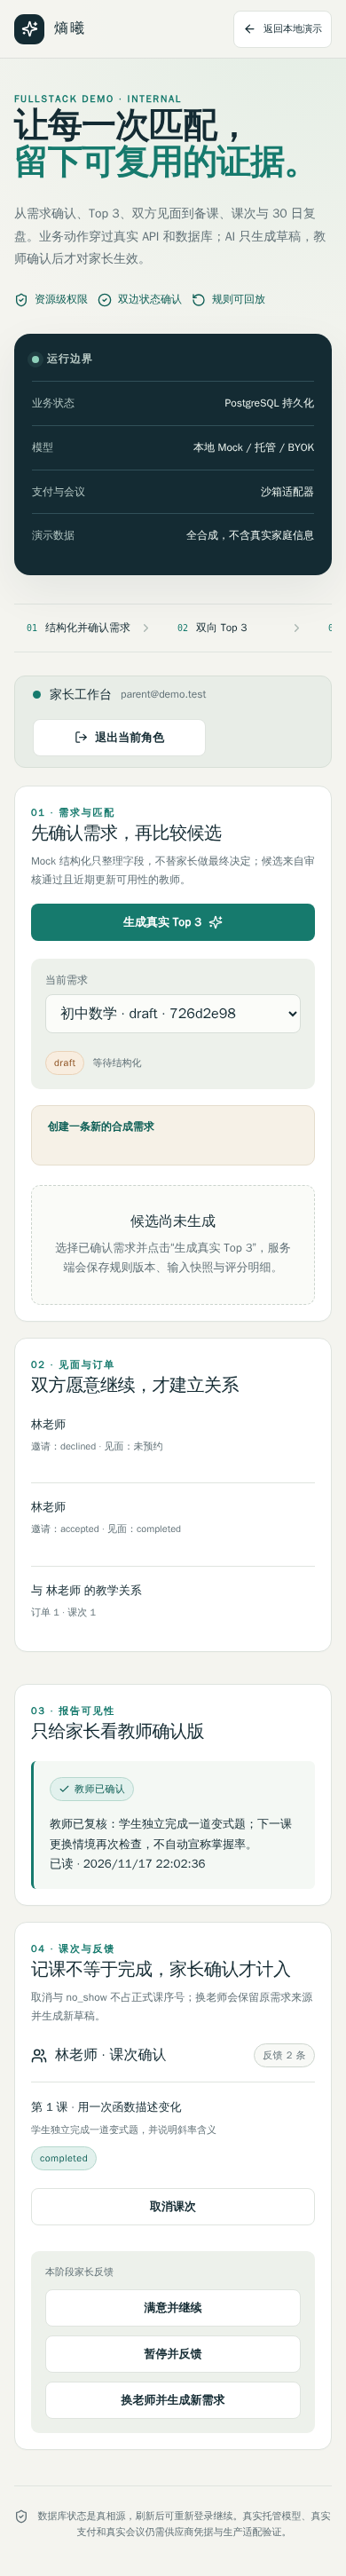 熵曦
返回本地演示
FULLSTACK DEMO · INTERNAL
让每一次匹配，
留下可复用的证据。
从需求确认、Top 3、双方见面到备课、课次与 30 日复
盘。业务动作穿过真实 API 和数据库；AI 只生成草稿，教
师确认后才对家长生效。
资源级权限 双边状态确认 规则可回放
运行边界
业务状态 PostgreSQL 持久化
模型 本地 Mock / 托管 / BYOK
支付与会议 沙箱适配器
演示数据 全合成，不含真实家庭信息
01 结构化并确认需求 02 双向 Top 3
家长工作台 parent@demo.test
退出当前角色
01 · 需求与匹配
先确认需求，再比较候选
Mock 结构化只整理字段，不替家长做最终决定；候选来自审
核通过且近期更新可用性的教师。
生成真实 Top 3
当前需求
初中数学 · draft · 726d2e98
draft 等待结构化
创建一条新的合成需求
候选尚未生成
选择已确认需求并点击“生成真实 Top 3”，服务
端会保存规则版本、输入快照与评分明细。
02 · 见面与订单
双方愿意继续，才建立关系
林老师
邀请：declined · 见面：未预约
林老师
邀请：accepted · 见面：completed
与 林老师 的教学关系
订单 1 · 课次 1
03 · 报告可见性
只给家长看教师确认版
教师已确认
教师已复核：学生独立完成一道变式题；下一课
更换情境再次检查，不自动宣称掌握率。
已读 · 2026/11/17 22:02:36
04 · 课次与反馈
记课不等于完成，家长确认才计入
取消与 no_show 不占正式课序号；换老师会保留原需求来源
并生成新草稿。
林老师 · 课次确认 反馈 2 条
第 1 课 · 用一次函数描述变化
学生独立完成一道变式题，并说明斜率含义
completed
取消课次
本阶段家长反馈
满意并继续
暂停并反馈
换老师并生成新需求
数据库状态是真相源，刷新后可重新登录继续。真实托管模型、真实
支付和真实会议仍需供应商凭据与生产适配验证。